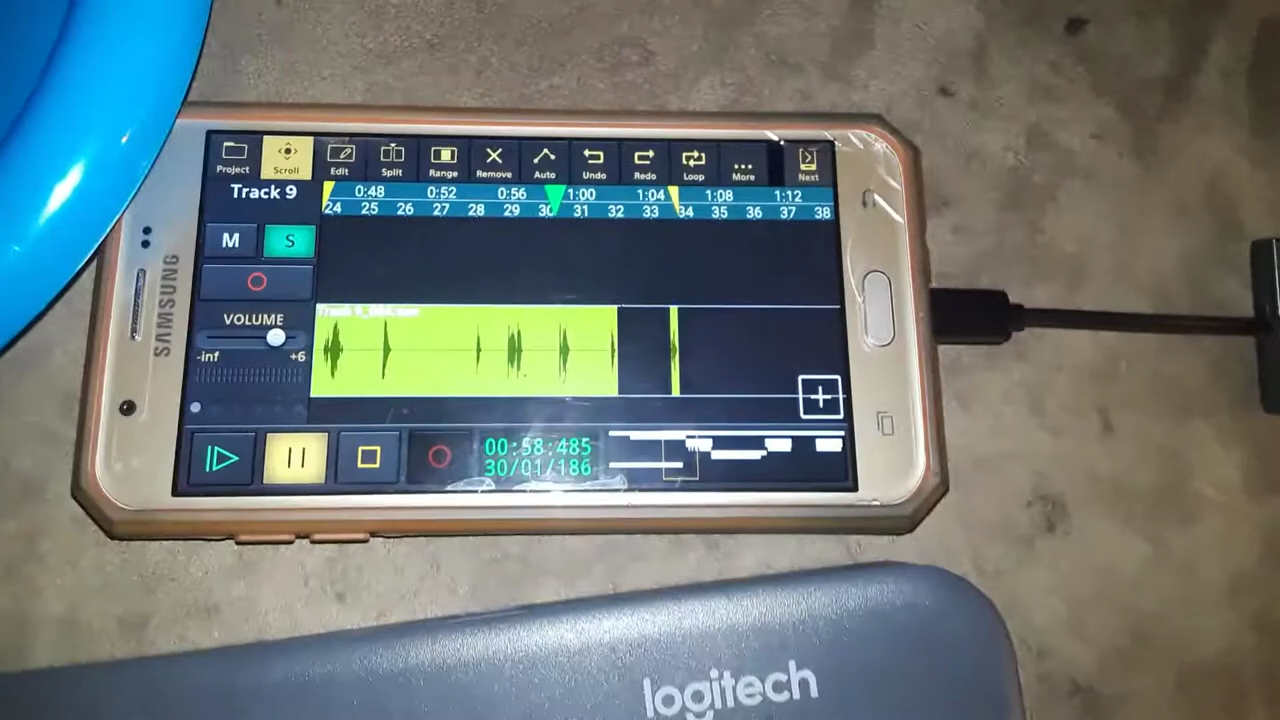 Project Scroll Edit Split Range Remove Auto Undo Redo Loop More Next
Track 9
0:48 0:52 0:56 1:00 1:04 1:08 1:12
24 25 26 27 28 29 30 31 32 33 34 35 36 37 38
M S
VOLUME
-inf +6
00:58:485
30/01/186
SAMSUNG
logitech